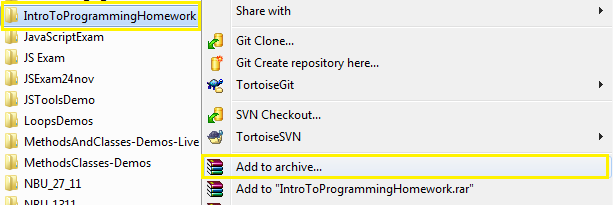 IntroToProgrammingHomework
JavaScriptExam
JS Exam
JSExam24nov
JSToolsDemo
LoopsDemos
MethodsAndClasses-Demos-Live
MethodsClasses-Demos
NBU_27_11
NBU_1311
Share with
Git Clone...
Git Create repository here...
TortoiseGit
SVN Checkout...
TortoiseSVN
Add to archive...
Add to "IntroToProgrammingHomework.rar"